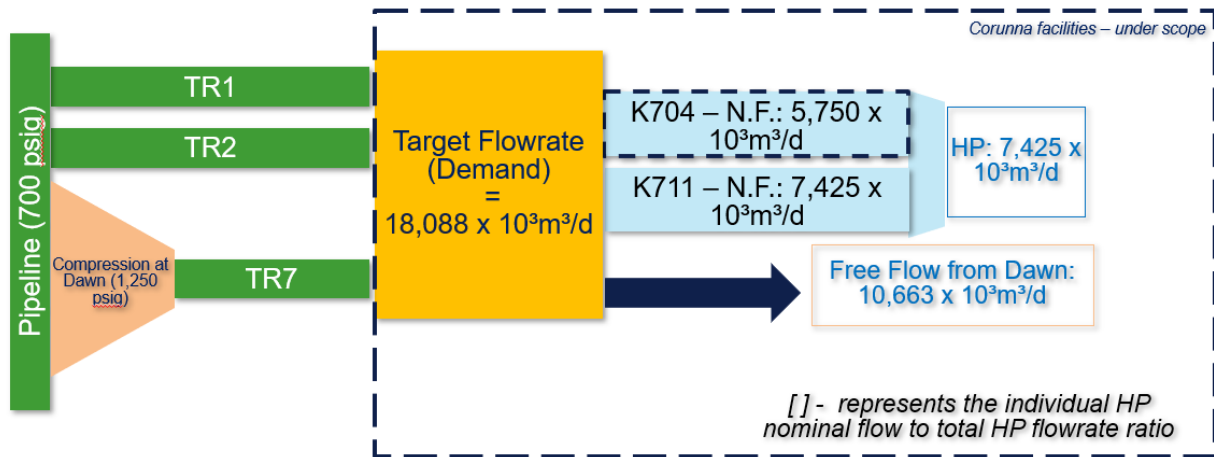 Corunna facilities – under scope
Pipeline (700 psig)
TR1
TR2
Compression at
Dawn (1,250
psig)
TR7
Target Flowrate
(Demand)
=
18,088 x 10³m³/d
K704 – N.F.: 5,750 x
10³m³/d
K711 – N.F.: 7,425 x
10³m³/d
HP: 7,425 x
10³m³/d
Free Flow from Dawn:
10,663 x 10³m³/d
[ ] - represents the individual HP
nominal flow to total HP flowrate ratio